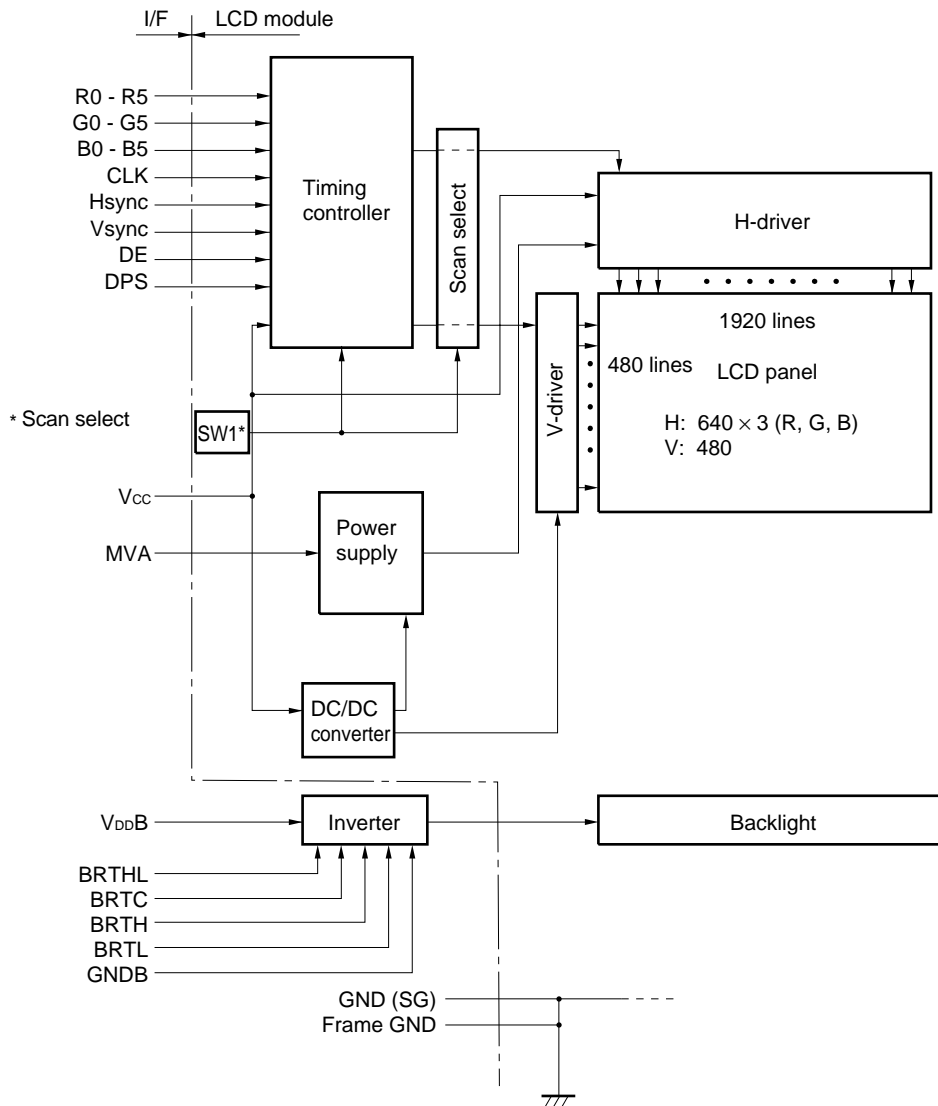 I/F
LCD module
R0 - R5
G0 - G5
B0 - B5
CLK
Hsync
Vsync
DE
DPS
Timing
controller
Scan select
H-driver
1920 lines
480 lines
LCD panel
H: 640 × 3 (R, G, B)
V: 480
V-driver
* Scan select
SW1*
VCC
MVA
Power
supply
DC/DC
converter
VDDB
Inverter
Backlight
BRTHL
BRTC
BRTH
BRTL
GNDB
GND (SG)
Frame GND